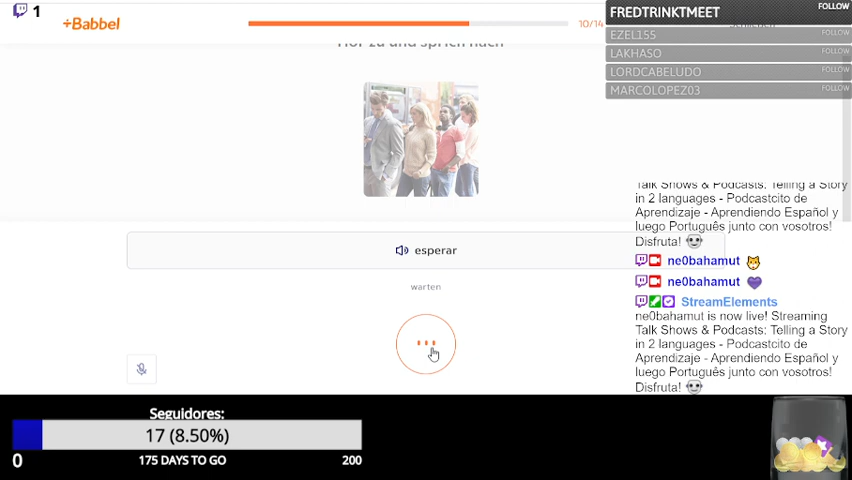 1
+Babbel
10/14
Hör zu und sprich nach
esperar
warten
FREDTRINKTMEET FOLLOW
EZEL155 FOLLOW
LAKHASO FOLLOW
LORDCABELUDO FOLLOW
MARCOLOPEZ03 FOLLOW
Talk Shows & Podcasts: Telling a Story
in 2 languages - Podcastcito de
Aprendizaje - Aprendiendo Español y
luego Português junto con vosotros!
Disfruta!
ne0bahamut
ne0bahamut
StreamElements
ne0bahamut is now live! Streaming
Talk Shows & Podcasts: Telling a Story
in 2 languages - Podcastcito de
Aprendizaje - Aprendiendo Español y
luego Português junto con vosotros!
Disfruta!
Seguidores:
17 (8.50%)
0 175 DAYS TO GO 200